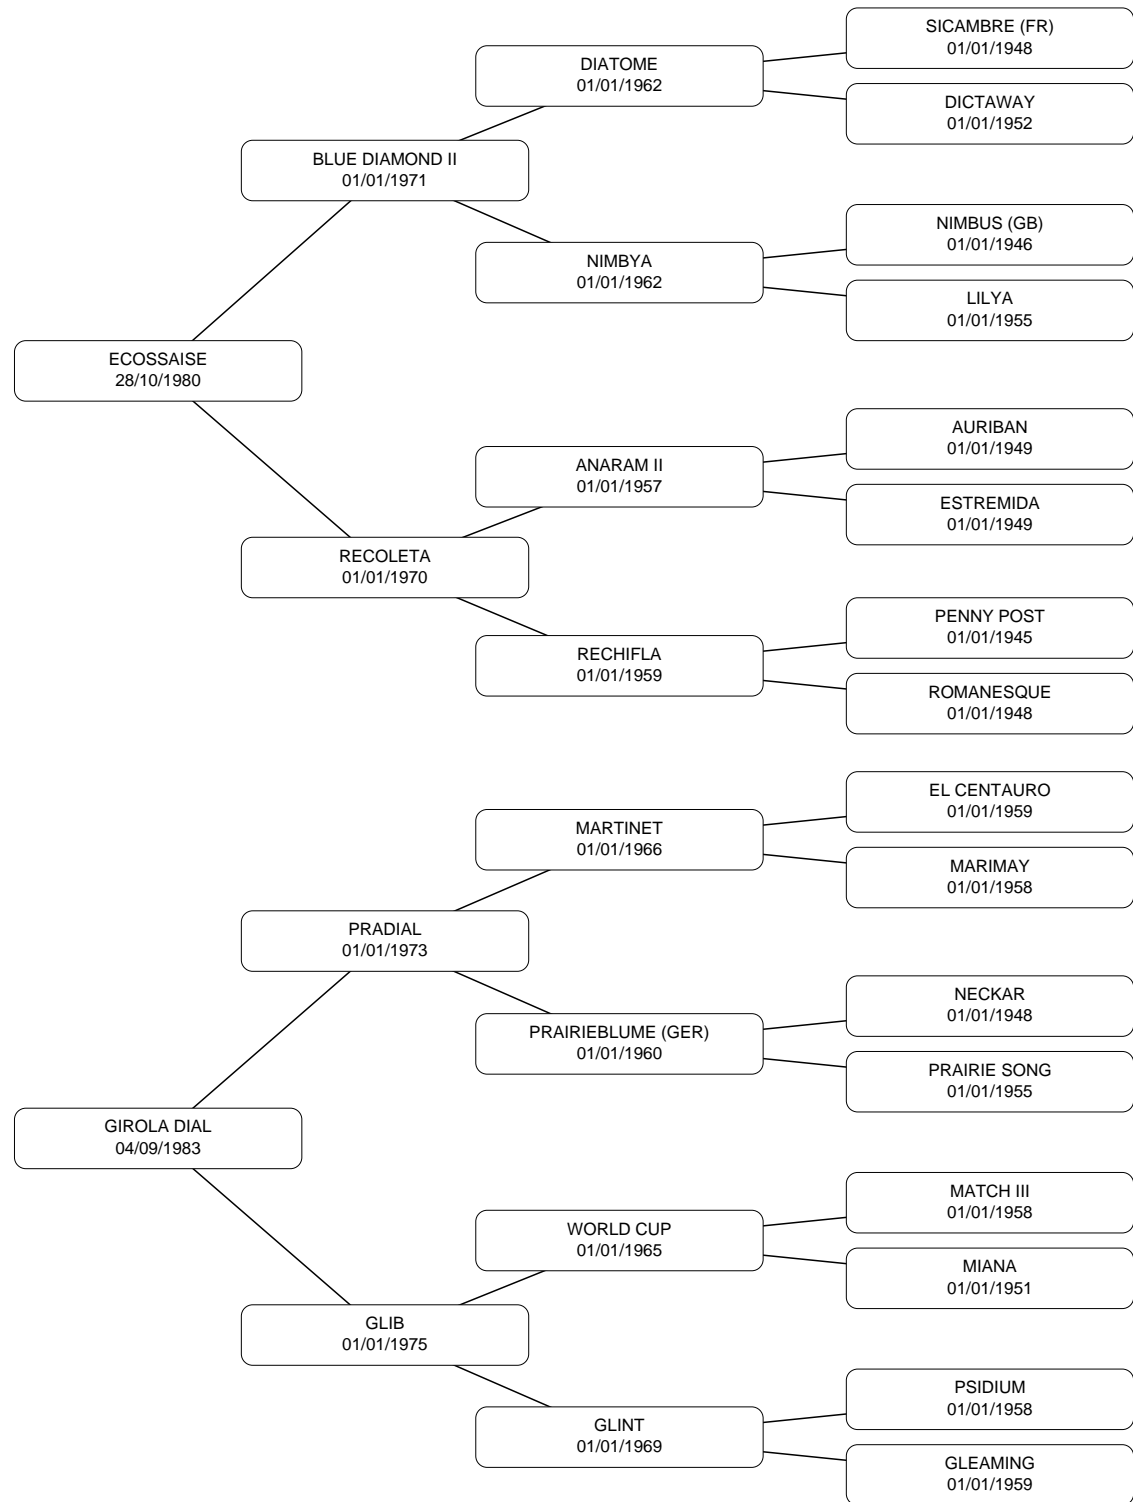 SICAMBRE (FR)
01/01/1948
DIATOME
01/01/1962
DICTAWAY
01/01/1952
BLUE DIAMOND II
01/01/1971
NIMBUS (GB)
01/01/1946
NIMBYA
01/01/1962
LILYA
01/01/1955
ECOSSAISE
28/10/1980
AURIBAN
01/01/1949
ANARAM II
01/01/1957
ESTREMIDA
01/01/1949
RECOLETA
01/01/1970
PENNY POST
01/01/1945
RECHIFLA
01/01/1959
ROMANESQUE
01/01/1948
EL CENTAURO
01/01/1959
MARTINET
01/01/1966
MARIMAY
01/01/1958
PRADIAL
01/01/1973
NECKAR
01/01/1948
PRAIRIEBLUME (GER)
01/01/1960
PRAIRIE SONG
01/01/1955
GIROLA DIAL
04/09/1983
MATCH III
01/01/1958
WORLD CUP
01/01/1965
MIANA
01/01/1951
GLIB
01/01/1975
PSIDIUM
01/01/1958
GLINT
01/01/1969
GLEAMING
01/01/1959